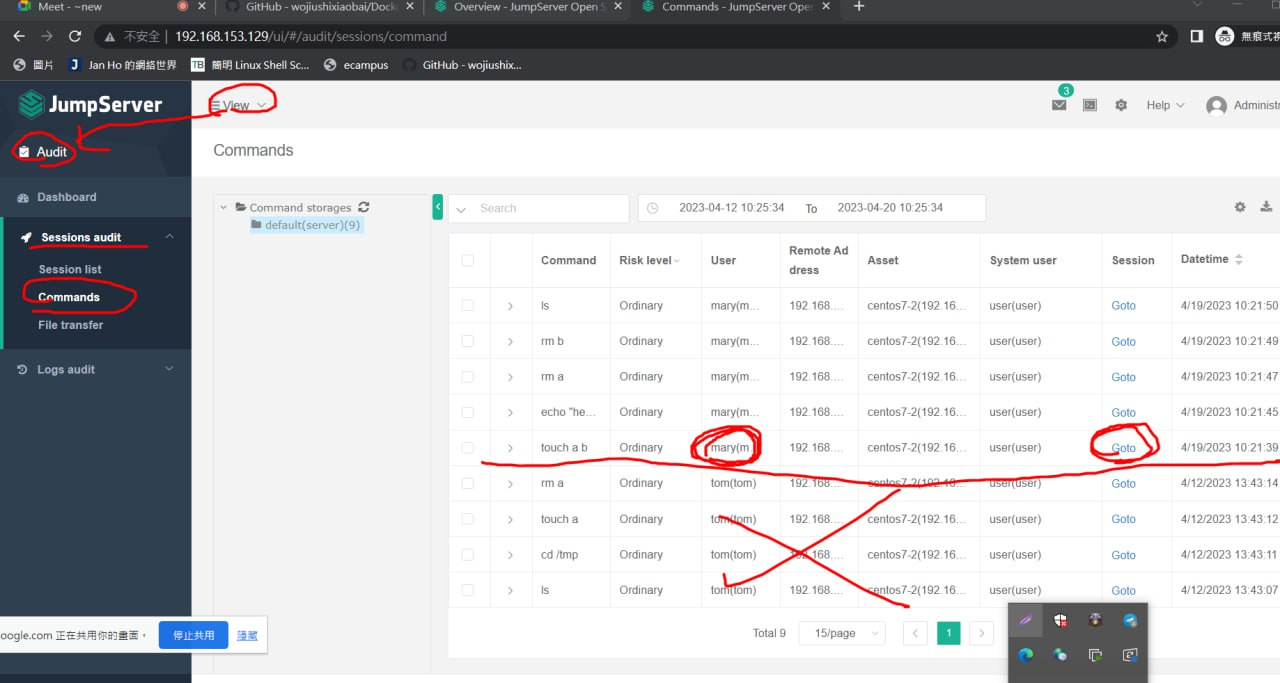 Meet - ~new
GitHub - wojiushixiaobai/Dock
Overview - JumpServer Open S
Commands - JumpServer Oper
不安全 192.168.153.129/ui/#/audit/sessions/command
無痕式視
圖片
Jan Ho 的網絡世界
TB 簡明 Linux Shell Sc...
ecampus
GitHub - wojiushix...
JumpServer
View
3
Help
Administr
Audit
Commands
Dashboard
Sessions audit
Session list
Commands
File transfer
Logs audit
Command storages
default(server)(9)
Search
2023-04-12 10:25:34 To 2023-04-20 10:25:34
Command Risk level User Remote Ad
dress Asset System user Session Datetime
ls Ordinary mary(m... 192.168.... centos7-2(192.16... user(user) Goto 4/19/2023 10:21:50
rm b Ordinary mary(m... 192.168.... centos7-2(192.16... user(user) Goto 4/19/2023 10:21:49
rm a Ordinary mary(m... 192.168.... centos7-2(192.16... user(user) Goto 4/19/2023 10:21:47
echo "he... Ordinary mary(m... 192.168.... centos7-2(192.16... user(user) Goto 4/19/2023 10:21:45
touch a b Ordinary mary(m. 192.168.... centos7-2(192.16... user(user) Goto 4/19/2023 10:21:39
rm a Ordinary tom(tom) 192.168.... centos7-2(192.16... user(user) Goto 4/12/2023 13:43:14
touch a Ordinary tom(tom) 192.168.... centos7-2(192.16... user(user) Goto 4/12/2023 13:43:12
cd /tmp Ordinary tom(tom) 192.168.... centos7-2(192.16... user(user) Goto 4/12/2023 13:43:11
ls Ordinary tom(tom) 192.168.... centos7-2(192.16... user(user) Goto 4/12/2023 13:43:07
Total 9 15/page 1
oogle.com 正在共用你的畫面。 停止共用 隱藏